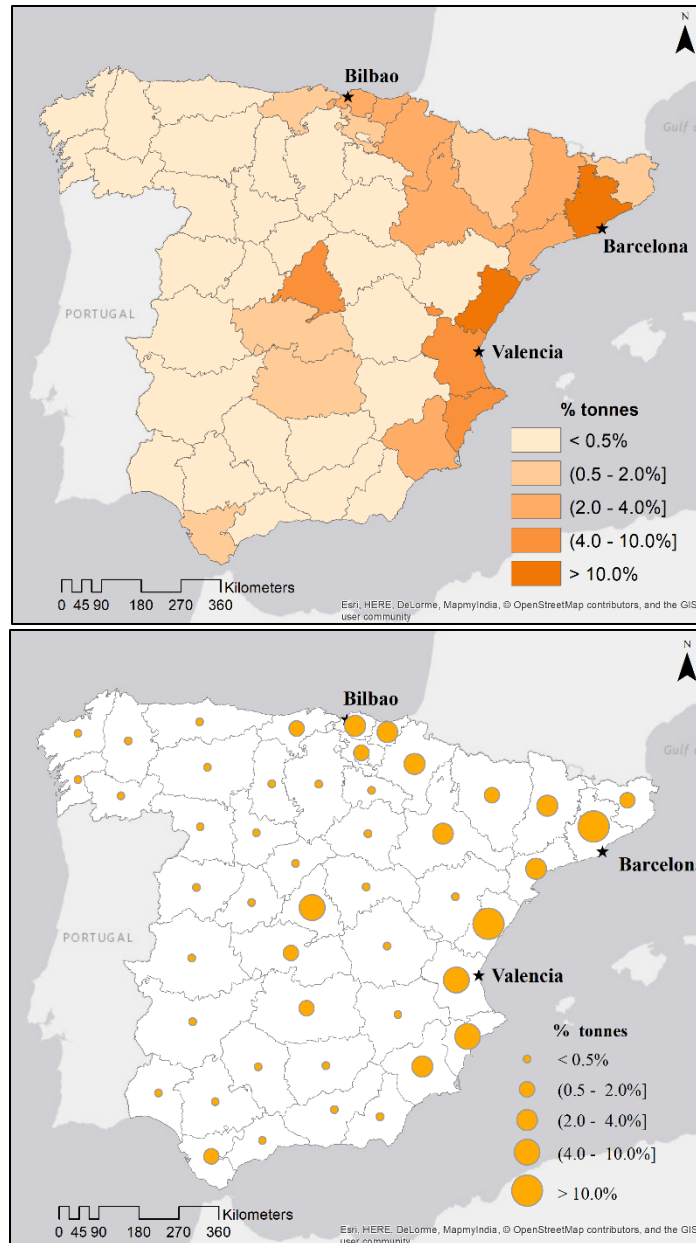 N
Bilbao
Gulf
Barcelona
PORTUGAL
Valencia
% tonnes
< 0.5%
(0.5 - 2.0%]
(2.0 - 4.0%]
(4.0 - 10.0%]
> 10.0%
Kilometers
0 45 90 180 270 360
Esri, HERE, DeLorme, MapmyIndia, © OpenStreetMap contributors, and the GIS
user community
N
Bilbao
Gulf
Barcelon
PORTUGAL
Valencia
% tonnes
< 0.5%
(0.5 - 2.0%]
(2.0 - 4.0%]
(4.0 - 10.0%]
> 10.0%
Kilometers
0 45 90 180 270 360
Esri, HERE, DeLorme, MapmyIndia, © OpenStreetMap contributors, and the GIS
user community